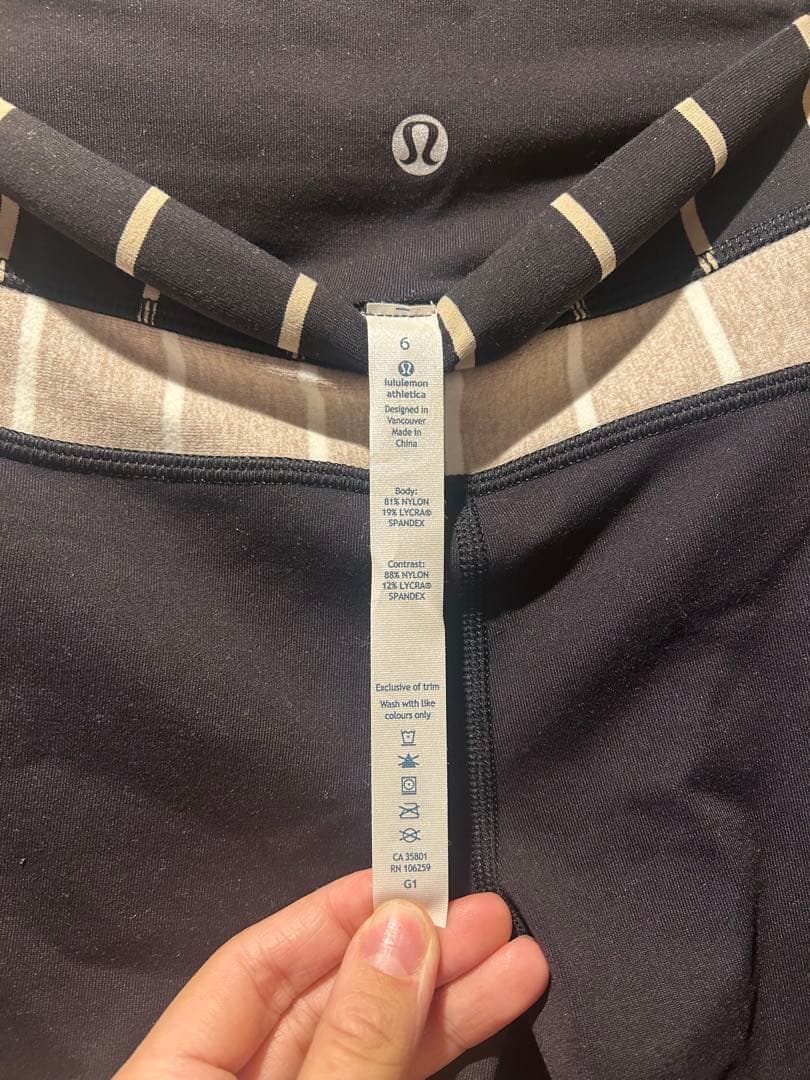 6
lululemon
athletica
Designed in
Vancouver
Made in
China
Body:
81% NYLON
19% LYCRA®
SPANDEX
Contrast:
88% NYLON
12% LYCRA®
SPANDEX
Exclusive of trim
Wash with like
colours only
CA 35801
RN 106259
G1